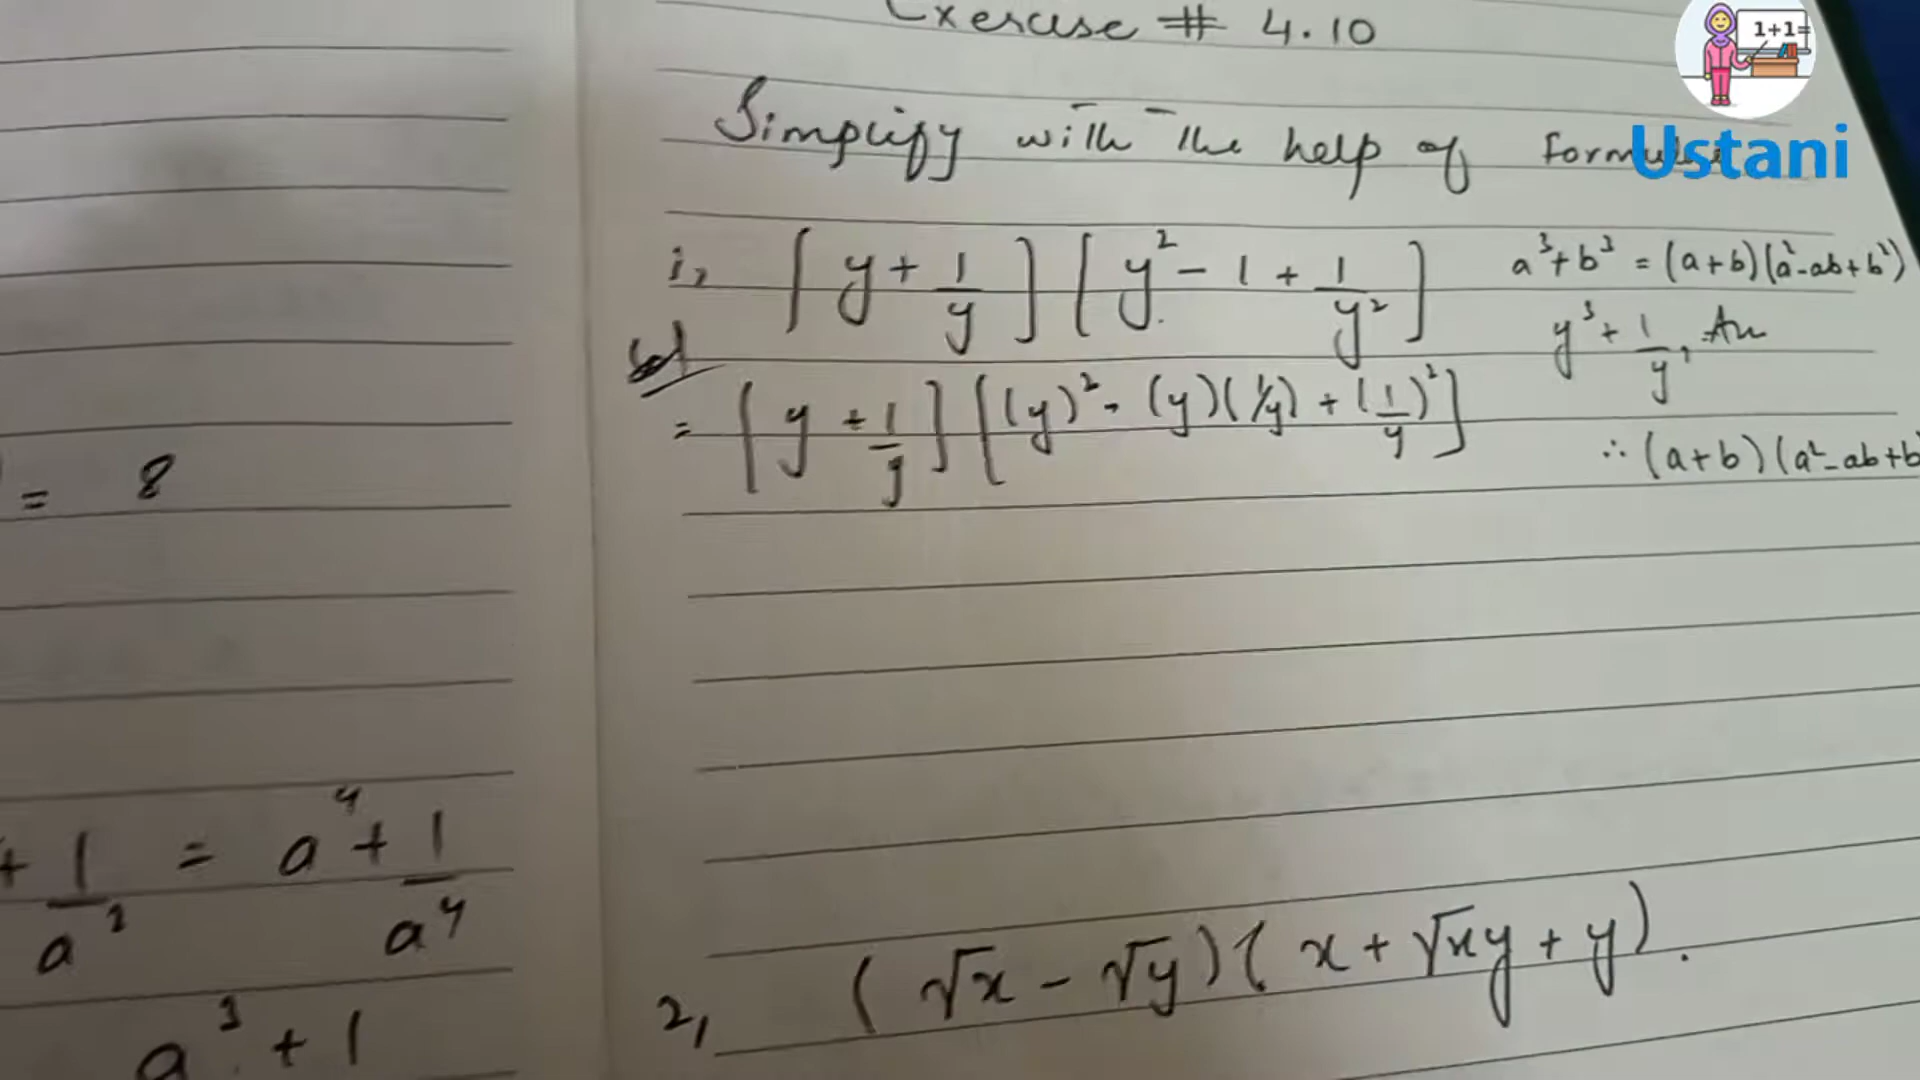 Exercise # 4.10
1+1=
Ustani
Simplify with the help of
i, [y + 1/y] [y² - 1 + 1/y²]
a³ + b³ = (a+b)(a²-ab+b²)
y³ + 1/y³ An
Sol
= [y + 1/y] [(y)² - (y)(1/y) + (1/y)²]
∴ (a+b)(a²-ab+b
2, (√x - √y)(x + √xy + y).
= 8
+ 1/a² = a⁴ + 1/a⁴
a³ + 1